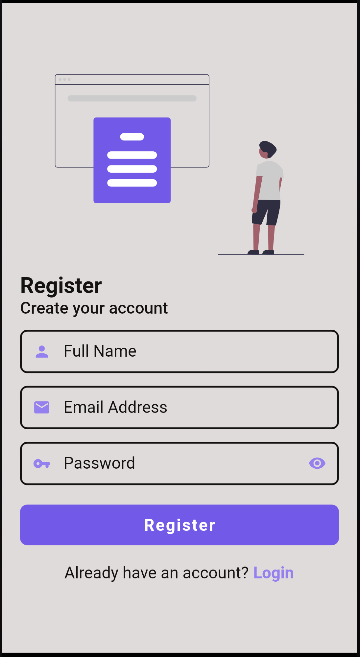 Register
Create your account
Full Name
Email Address
Password
Register
Already have an account? Login